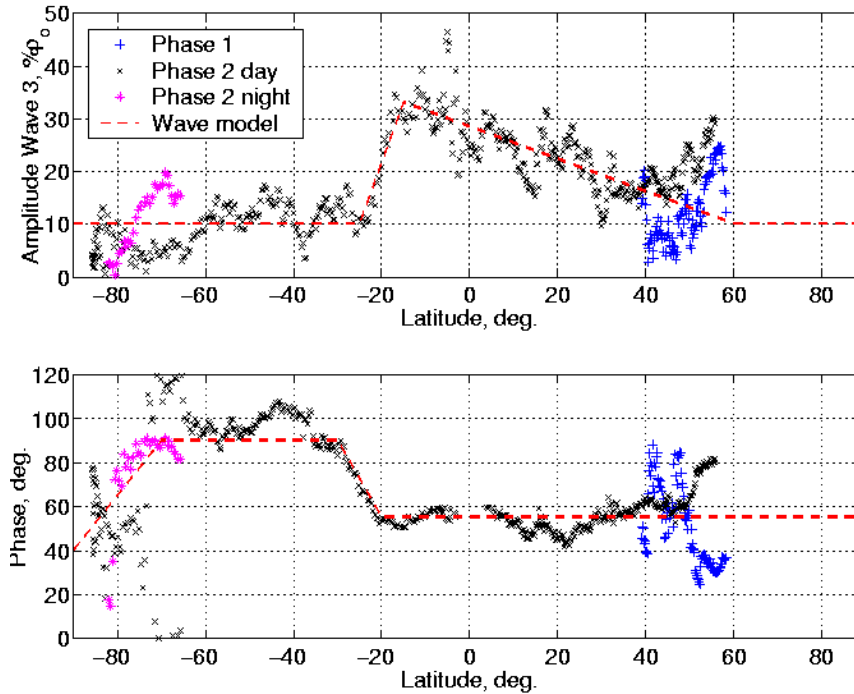 50
40
30
20
10
0
Amplitude Wave 3, %ρo
Phase 1
Phase 2 day
Phase 2 night
Wave model
−80 −60 −40 −20 0 20 40 60 80
Latitude, deg.
120
100
80
60
40
20
0
Phase, deg.
−80 −60 −40 −20 0 20 40 60 80
Latitude, deg.